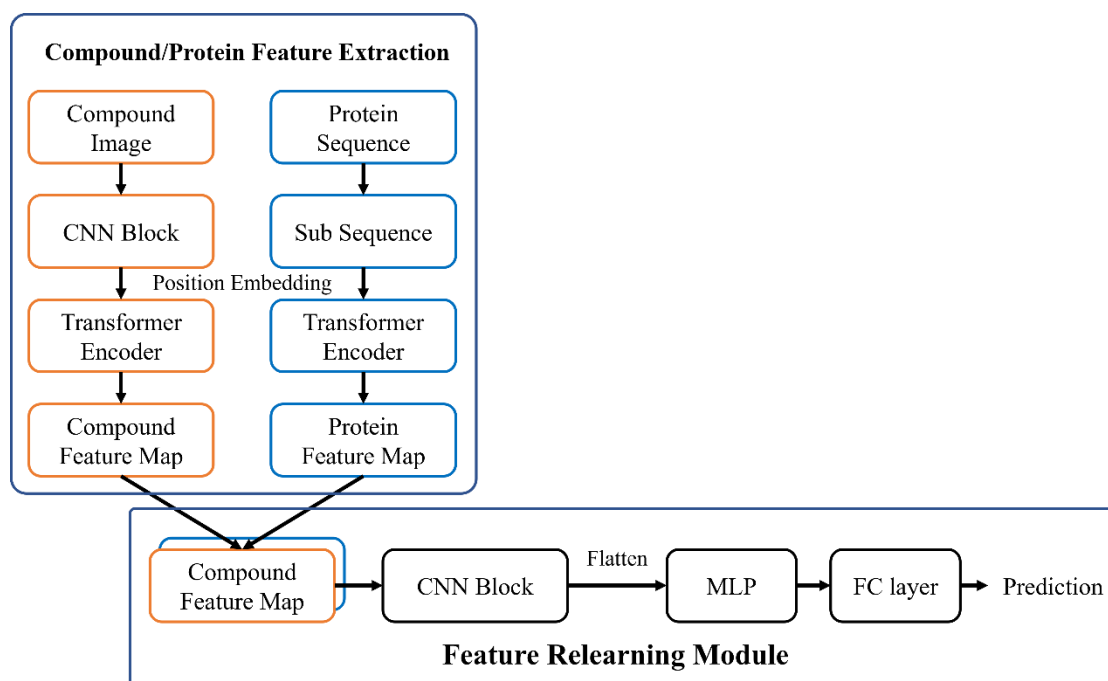 Compound/Protein Feature Extraction
Compound
Image
Protein
Sequence
CNN Block
Sub Sequence
Position Embedding
Transformer
Encoder
Transformer
Encoder
Compound
Feature Map
Protein
Feature Map
Compound
Feature Map
CNN Block
Flatten
MLP
FC layer
Prediction
Feature Relearning Module